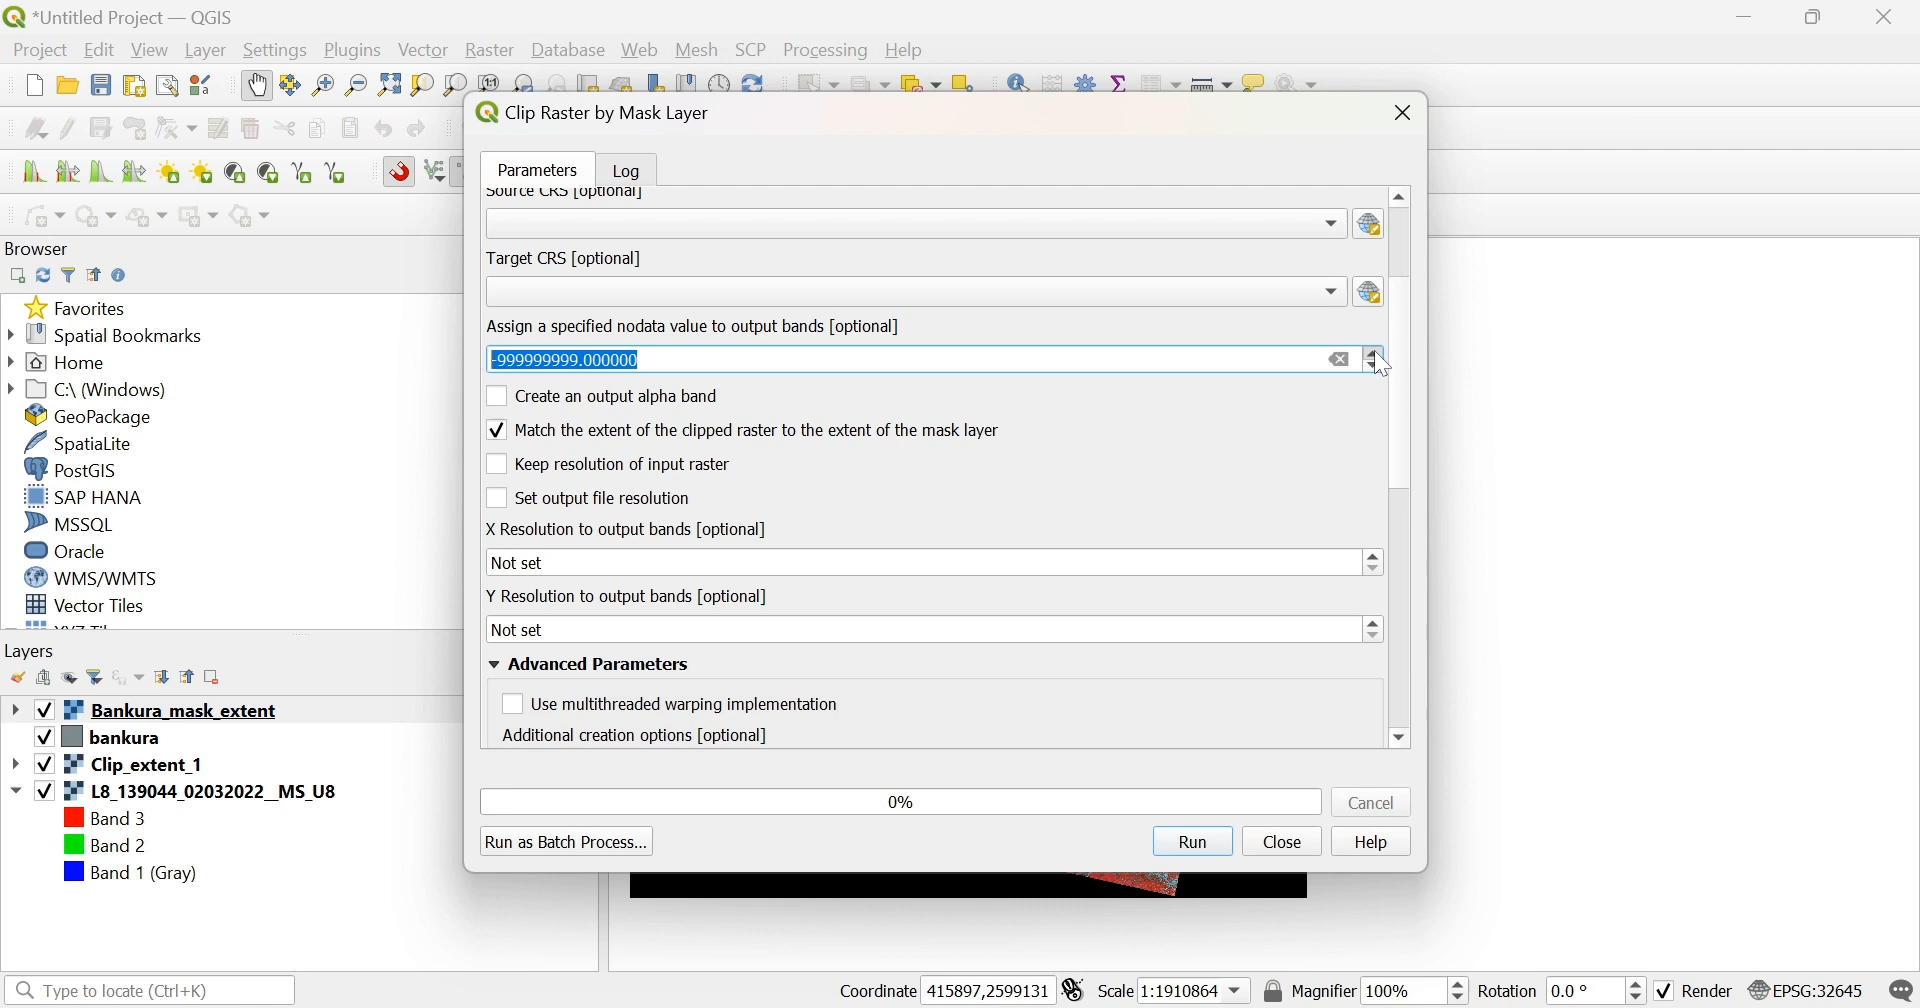 *Untitled Project — QGIS
Project Edit View Layer Settings Plugins Vector Raster Database Web Mesh SCP Processing Help
Clip Raster by Mask Layer
Parameters Log
Source CRS [optional]
Target CRS [optional]
Assign a specified nodata value to output bands [optional]
-999999999.000000
Create an output alpha band
Match the extent of the clipped raster to the extent of the mask layer
Keep resolution of input raster
Set output file resolution
X Resolution to output bands [optional]
Not set
Y Resolution to output bands [optional]
Not set
Advanced Parameters
Use multithreaded warping implementation
Additional creation options [optional]
0%
Cancel
Run as Batch Process...
Run
Close
Help
Browser
Favorites
Spatial Bookmarks
Home
C:\ (Windows)
GeoPackage
SpatiaLite
PostGIS
SAP HANA
MSSQL
Oracle
WMS/WMTS
Vector Tiles
Layers
Bankura_mask_extent
bankura
Clip_extent_1
L8_139044_02032022__MS_U8
Band 3
Band 2
Band 1 (Gray)
Type to locate (Ctrl+K)
Coordinate 415897,2599131 Scale 1:1910864 Magnifier 100% Rotation 0.0 ° Render EPSG:32645